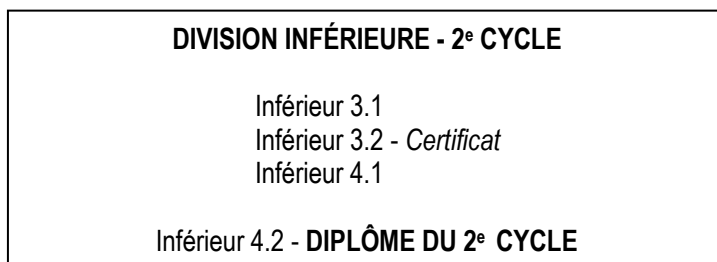 DIVISION INFÉRIEURE - 2e CYCLE
Inférieur 3.1
Inférieur 3.2 - Certificat
Inférieur 4.1
Inférieur 4.2 - DIPLÔME DU 2e CYCLE